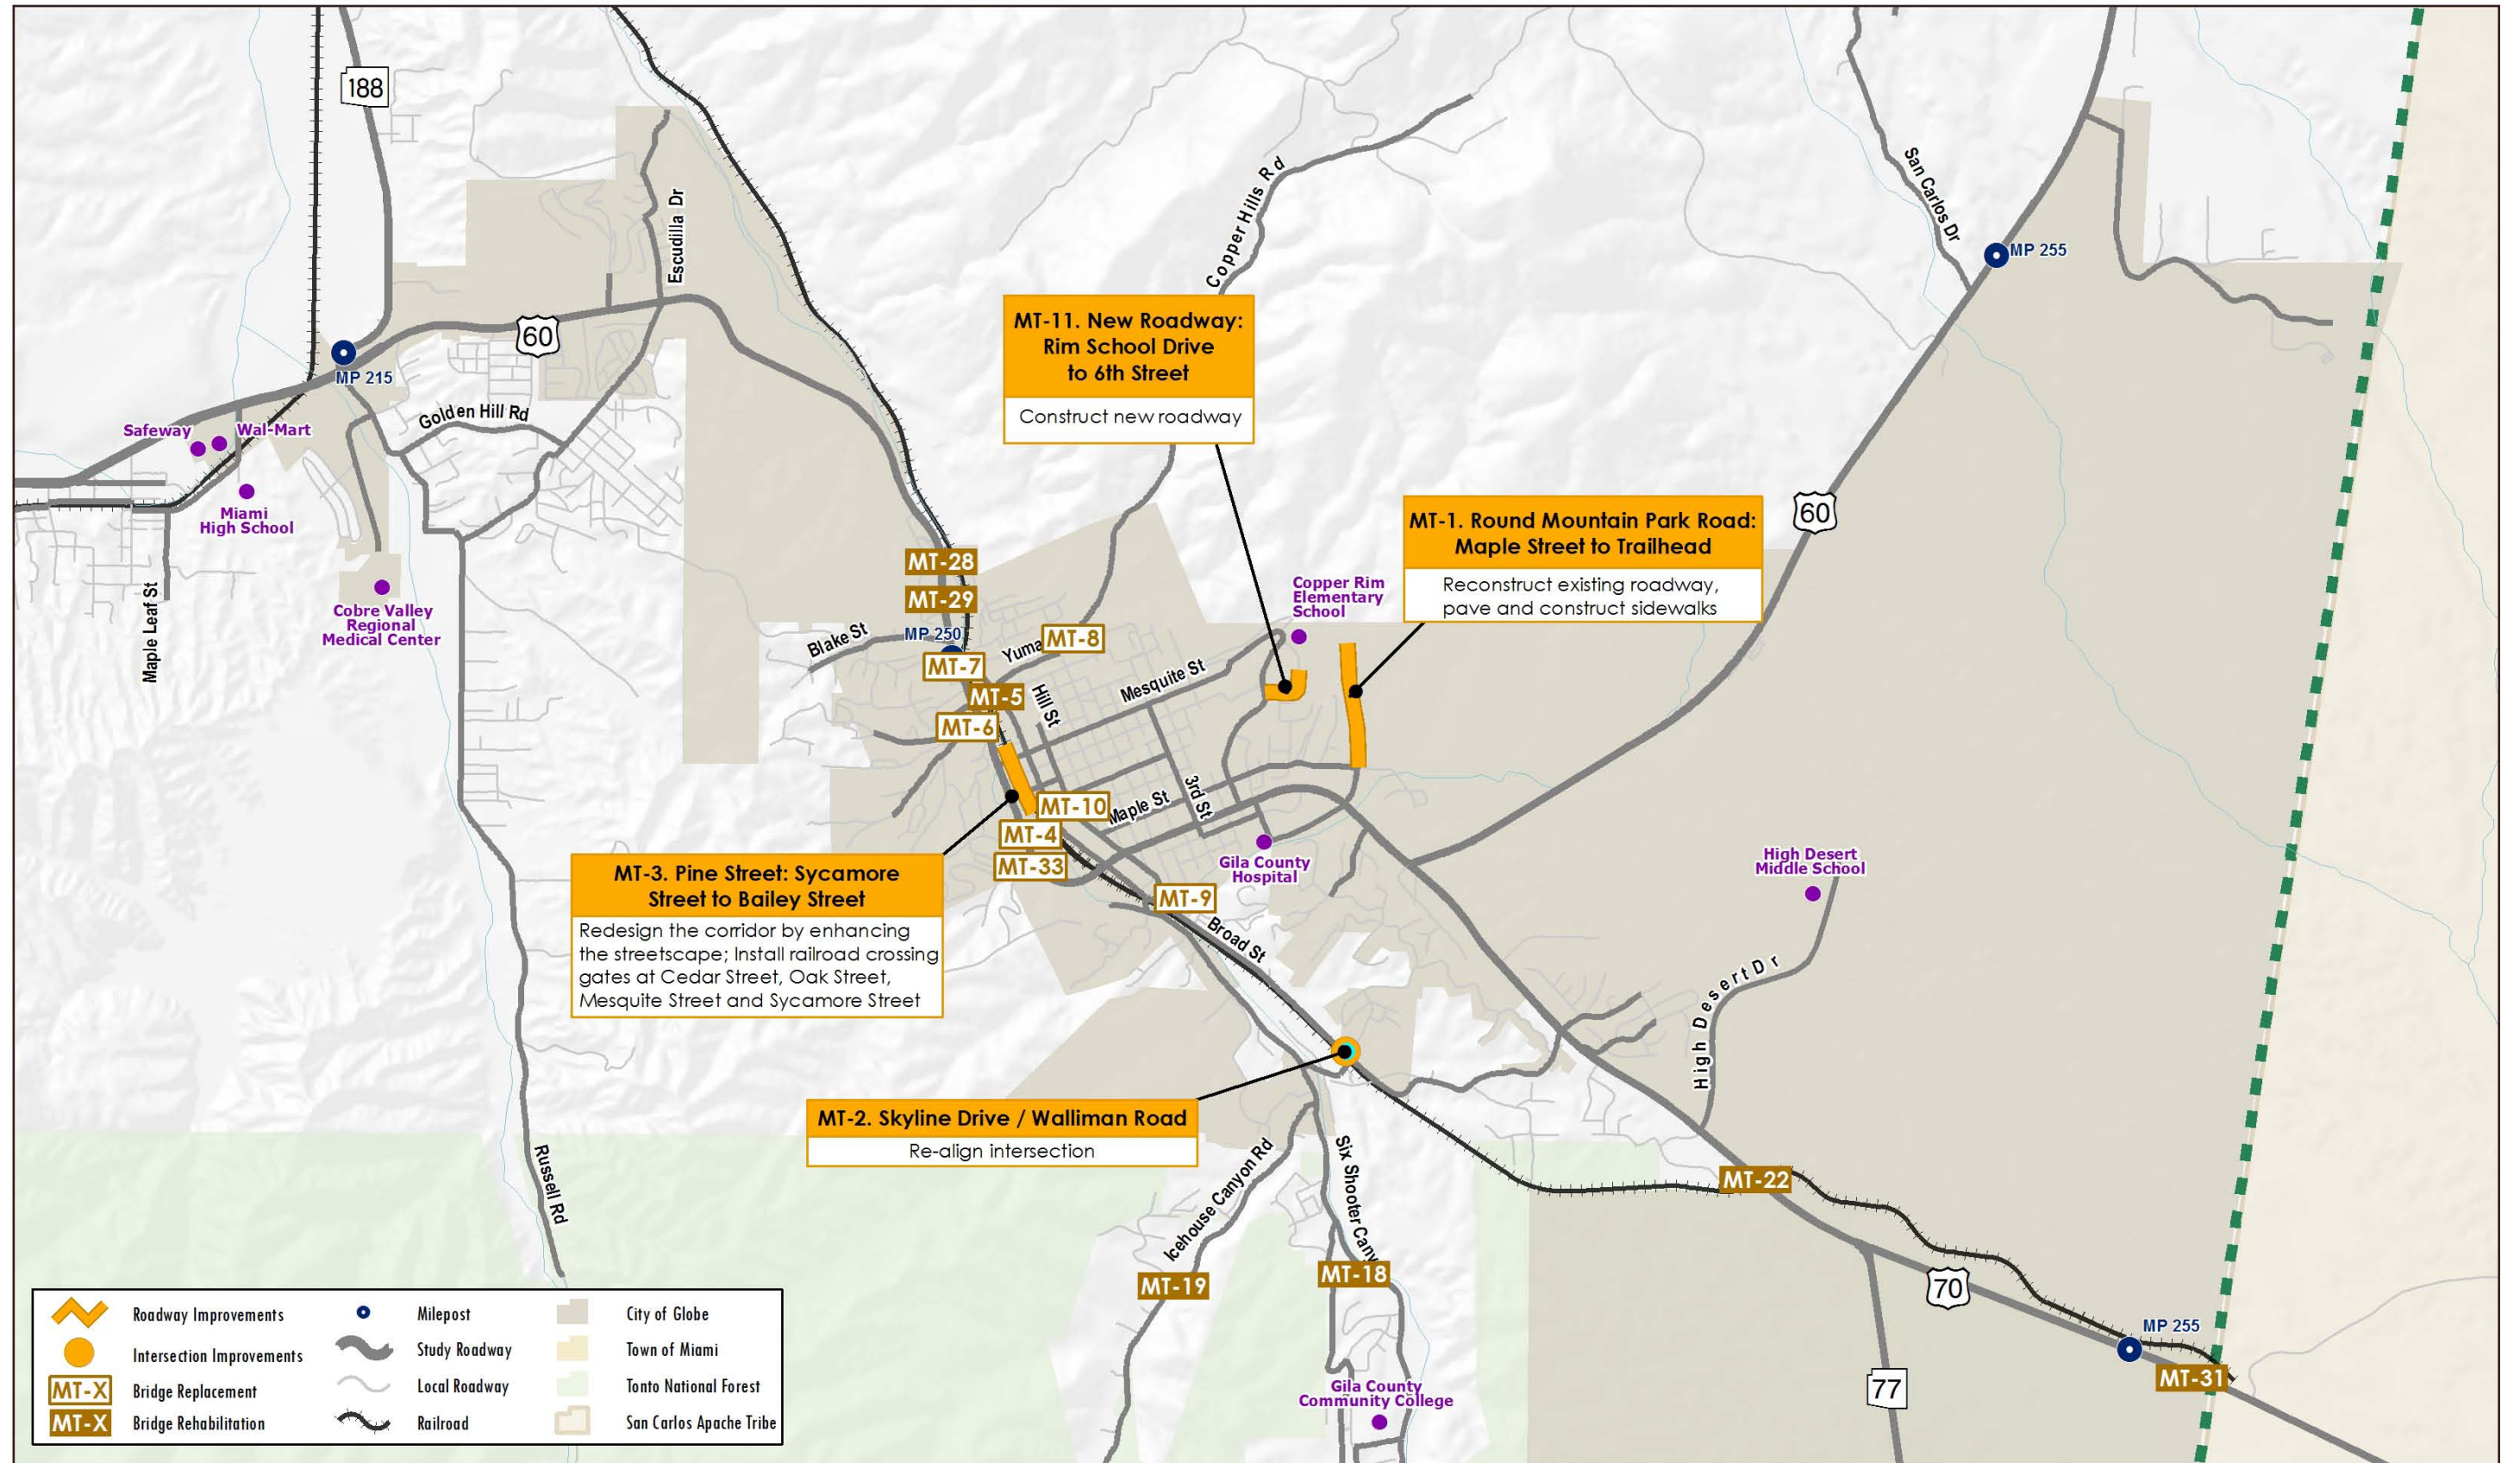 188
Escudilla Dr
60
MP 215
Golden Hill Rd
Safeway
Wal-Mart
Miami
High School
Maple Leaf St
Cobre Valley
Regional
Medical Center
Russell Rd
Copper Hills Rd
San Carlos Dr
MP 255
60
MT-11. New Roadway:
Rim School Drive
to 6th Street
Construct new roadway
MT-1. Round Mountain Park Road:
Maple Street to Trailhead
Reconstruct existing roadway,
pave and construct sidewalks
Copper Rim
Elementary
School
MT-28
MT-29
MP 250
Blake St
MT-7
Yuma
MT-8
MT-5
Hill St
MT-6
Mesquite St
3rd St
MT-10
Maple St
MT-4
MT-33
MT-9
Broad St
Gila County
Hospital
High Desert
Middle School
High Desert Dr
MT-3. Pine Street: Sycamore
Street to Bailey Street
Redesign the corridor by enhancing
the streetscape; Install railroad crossing
gates at Cedar Street, Oak Street,
Mesquite Street and Sycamore Street
MT-2. Skyline Drive / Walliman Road
Re-align intersection
Icehouse Canyon Rd
Six Shooter Cany
MT-19
MT-18
Gila County
Community College
MT-22
70
77
MP 255
MT-31
Roadway Improvements
Intersection Improvements
MT-X Bridge Replacement
MT-X Bridge Rehabilitation
Milepost
Study Roadway
Local Roadway
Railroad
City of Globe
Town of Miami
Tonto National Forest
San Carlos Apache Tribe